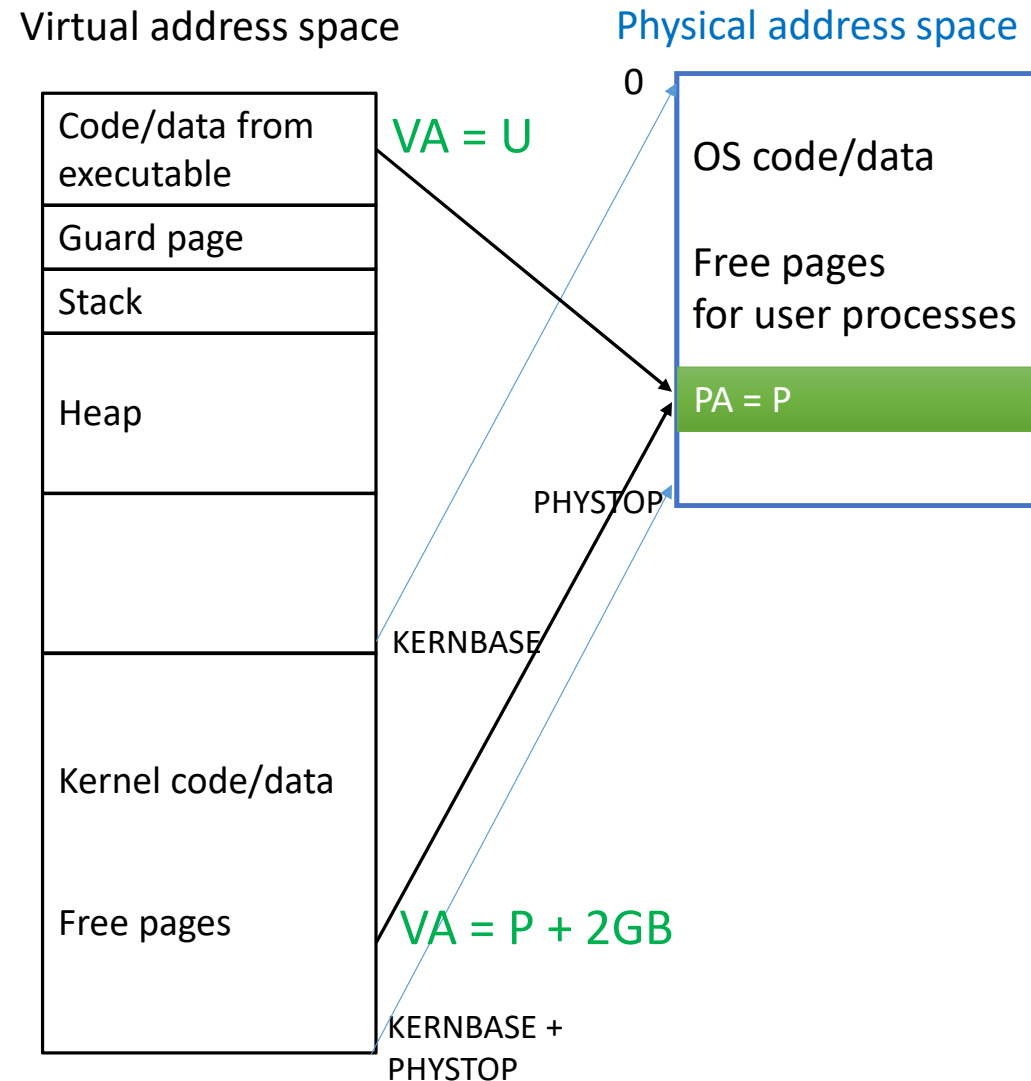 Virtual address space
Physical address space
0
Code/data from
executable
VA = U
OS code/data
Guard page
Stack
Free pages
for user processes
Heap
PA = P
PHYSTOP
KERNBASE
Kernel code/data
Free pages
VA = P + 2GB
KERNBASE +
PHYSTOP